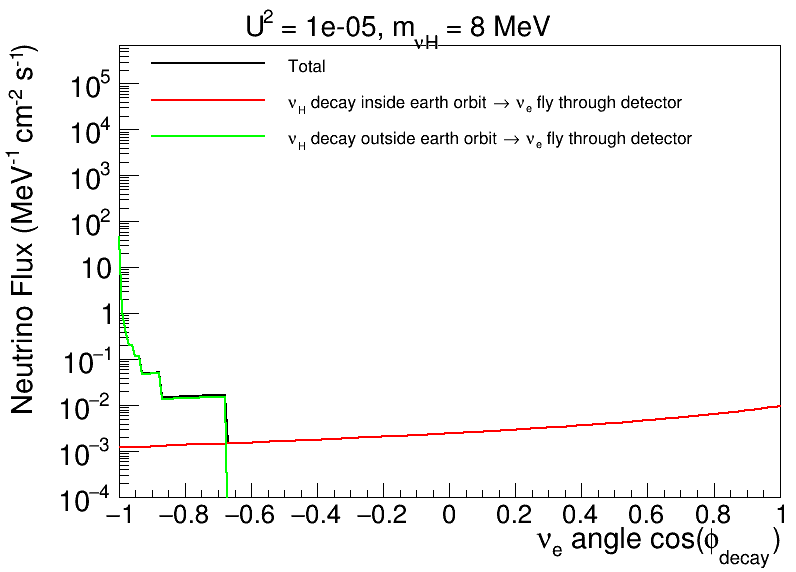 U² = 1e-05, m_νH = 8 MeV
Total
ν_H decay inside earth orbit → ν_e fly through detector
ν_H decay outside earth orbit → ν_e fly through detector
Neutrino Flux (MeV⁻¹ cm⁻² s⁻¹)
10⁵
10⁴
10³
10²
10
1
10⁻¹
10⁻²
10⁻³
10⁻⁴
−1 −0.8 −0.6 −0.4 −0.2 0 0.2 0.4 0.6 0.8 1
ν_e angle cos(ϕ_decay)